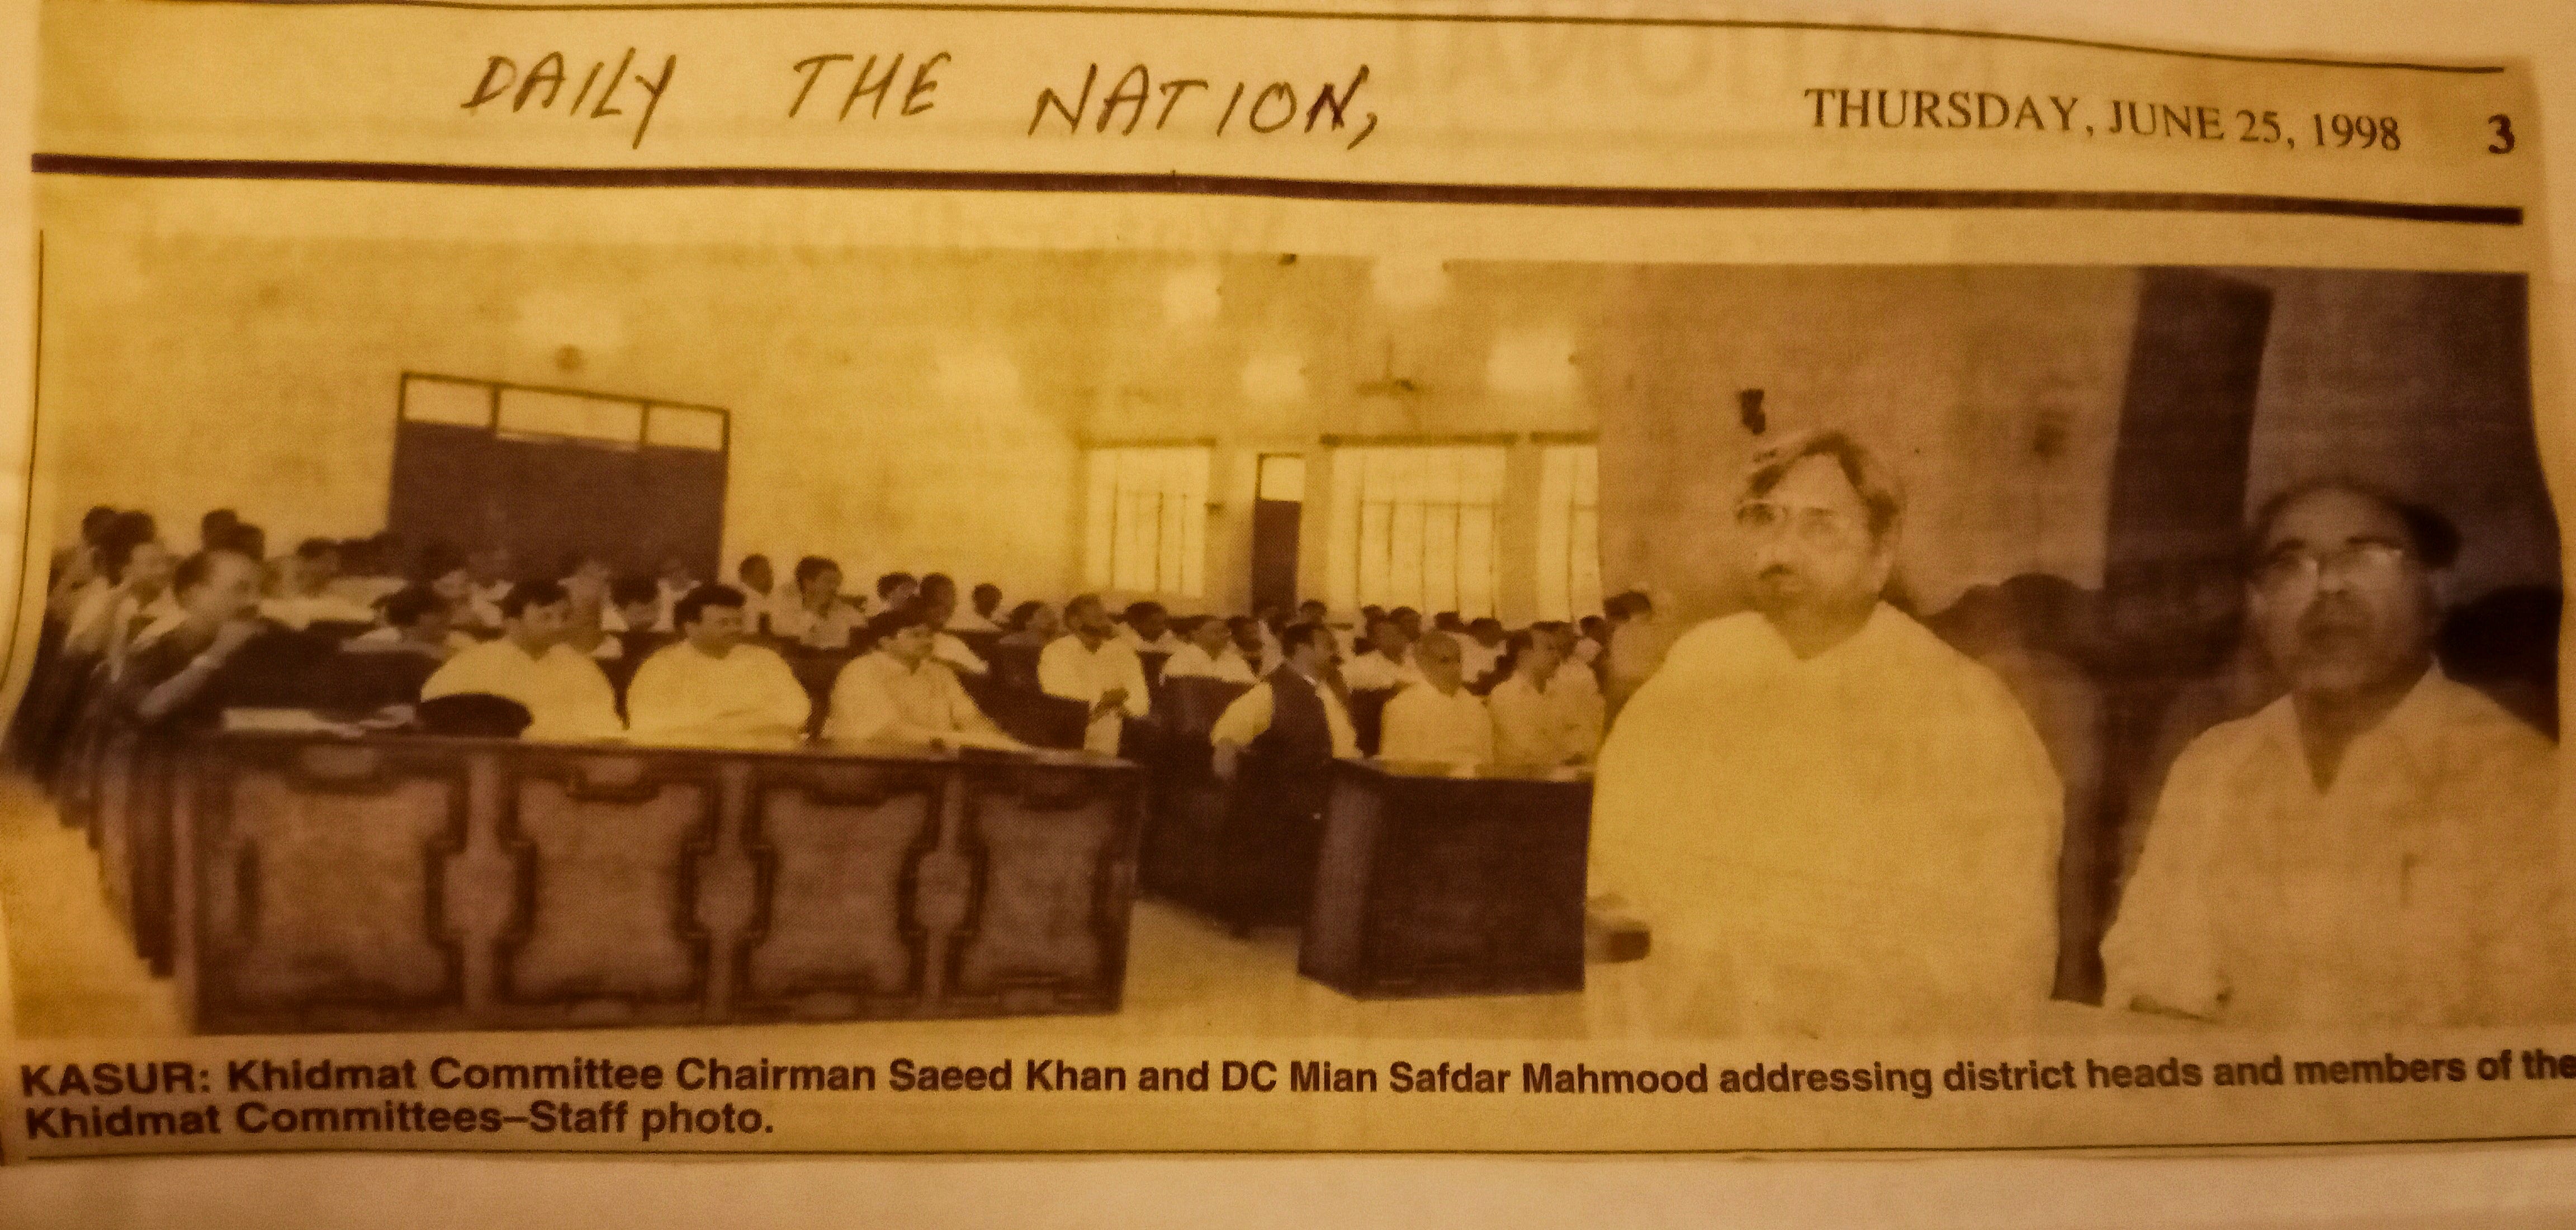 DAILY THE NATION,
THURSDAY, JUNE 25, 1998 3
KASUR: Khidmat Committee Chairman Saeed Khan and DC Mian Safdar Mahmood addressing district heads and members of the
Khidmat Committees–Staff photo.